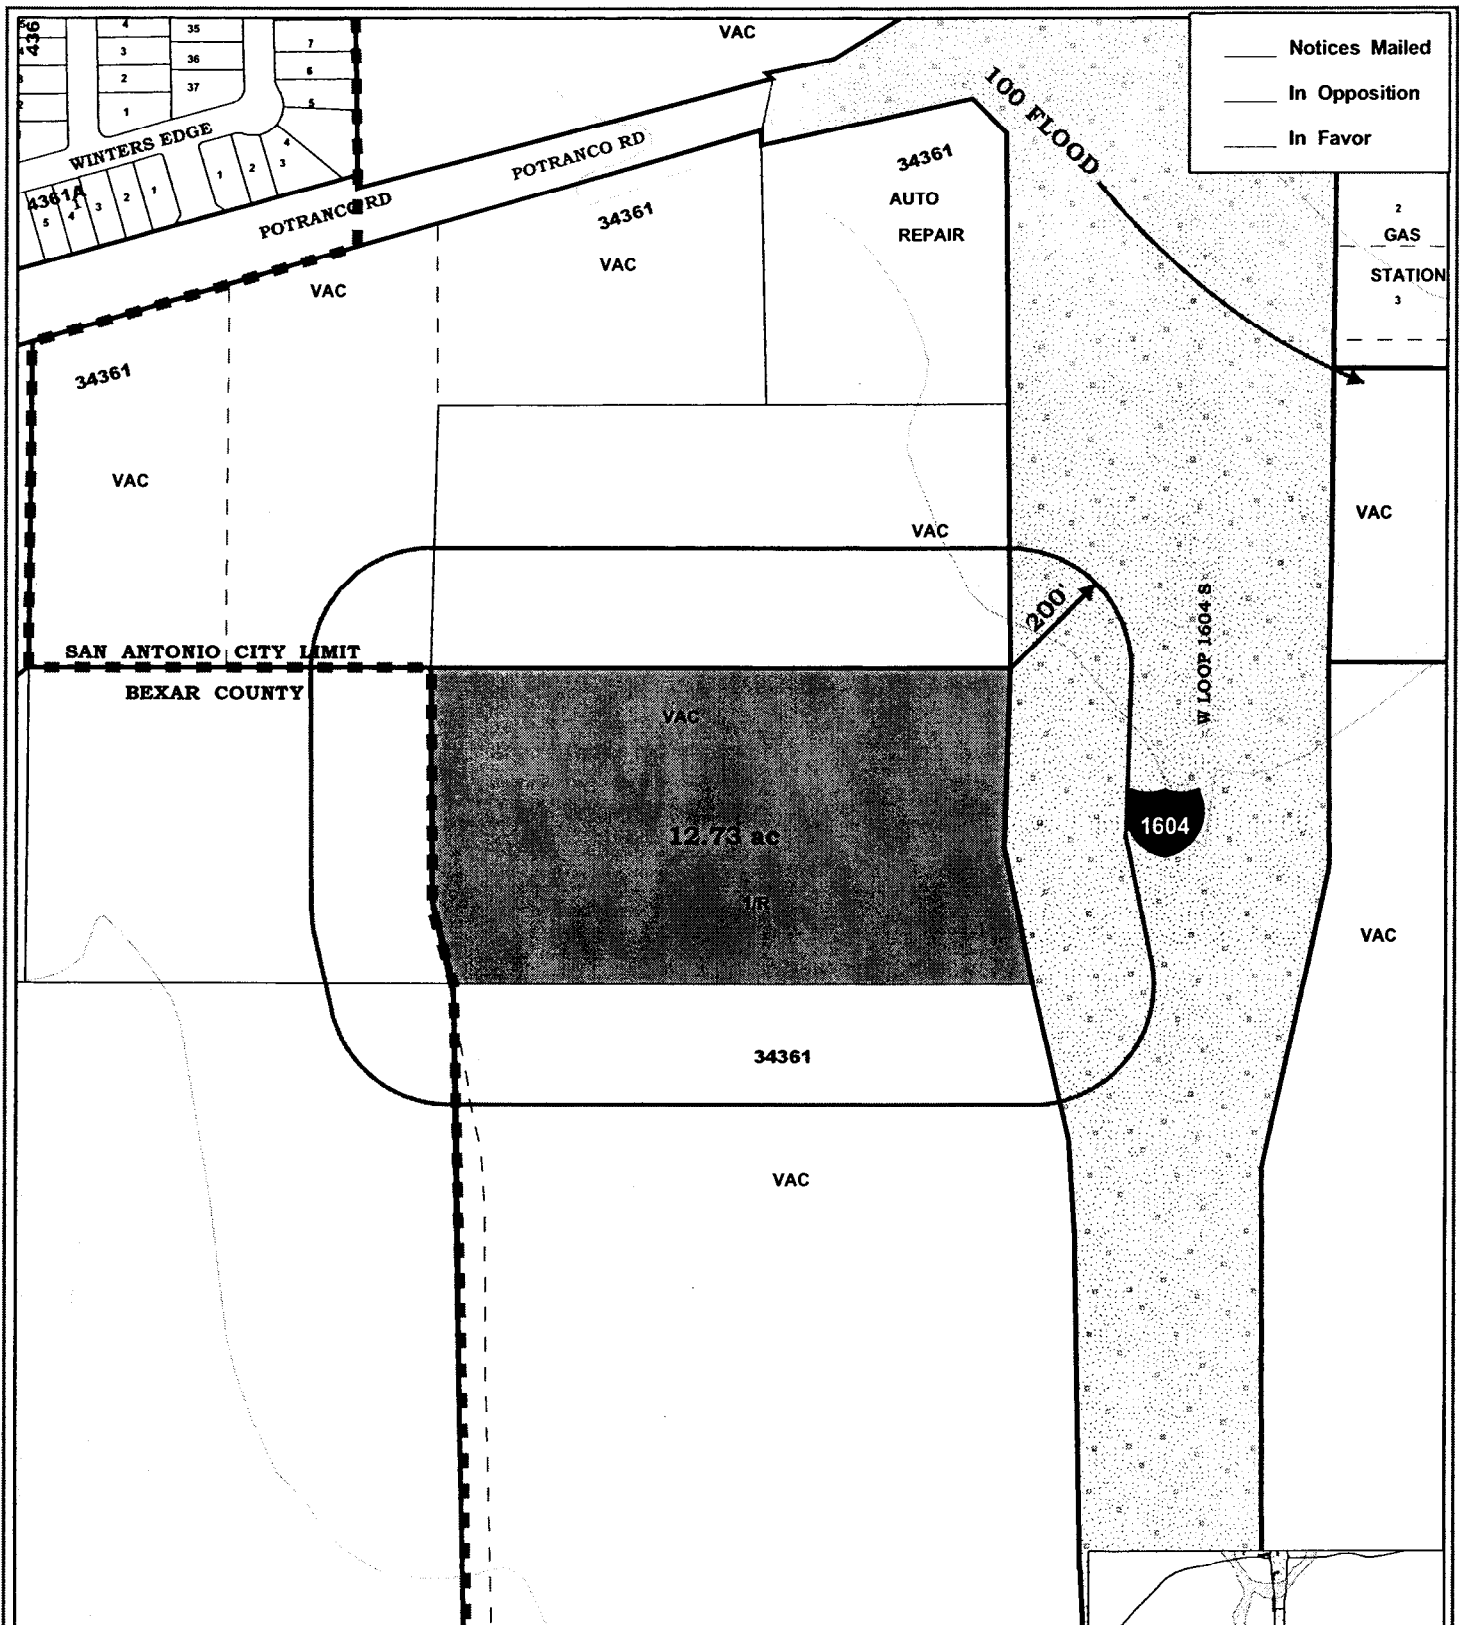 VAC
Notices Mailed
In Opposition
In Favor
436
4
3
2
1
35
36
37
7
6
5
WINTERS EDGE
4361A
5
4
3
2
1
1
2
3
4
POTRANCO RD
POTRANCO RD
100 FLOOD
34361
AUTO
REPAIR
2
GAS
STATION
3
34361
VAC
VAC
34361
VAC
VAC
VAC
200'
W LOOP 1604 S
SAN ANTONIO CITY LIMIT
BEXAR COUNTY
VAC
12.73 ac
1604
1/R
VAC
34361
VAC